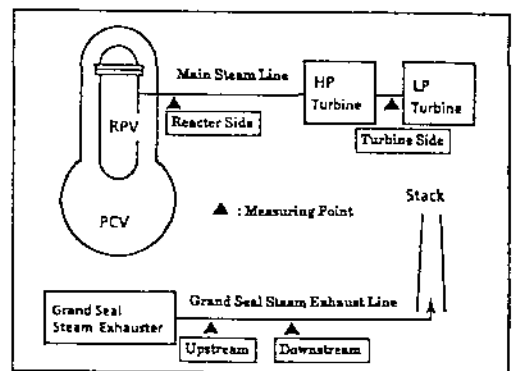 Main Steam Line
HP
Turbine
LP
Turbine
RPV
Reacter Side
Turbine Side
PCV
▲ : Measuring Point
Stack
Grand Seal
Steam Exhauster
Grand Seal Steam Exhaust Line
Upstream
Downstream